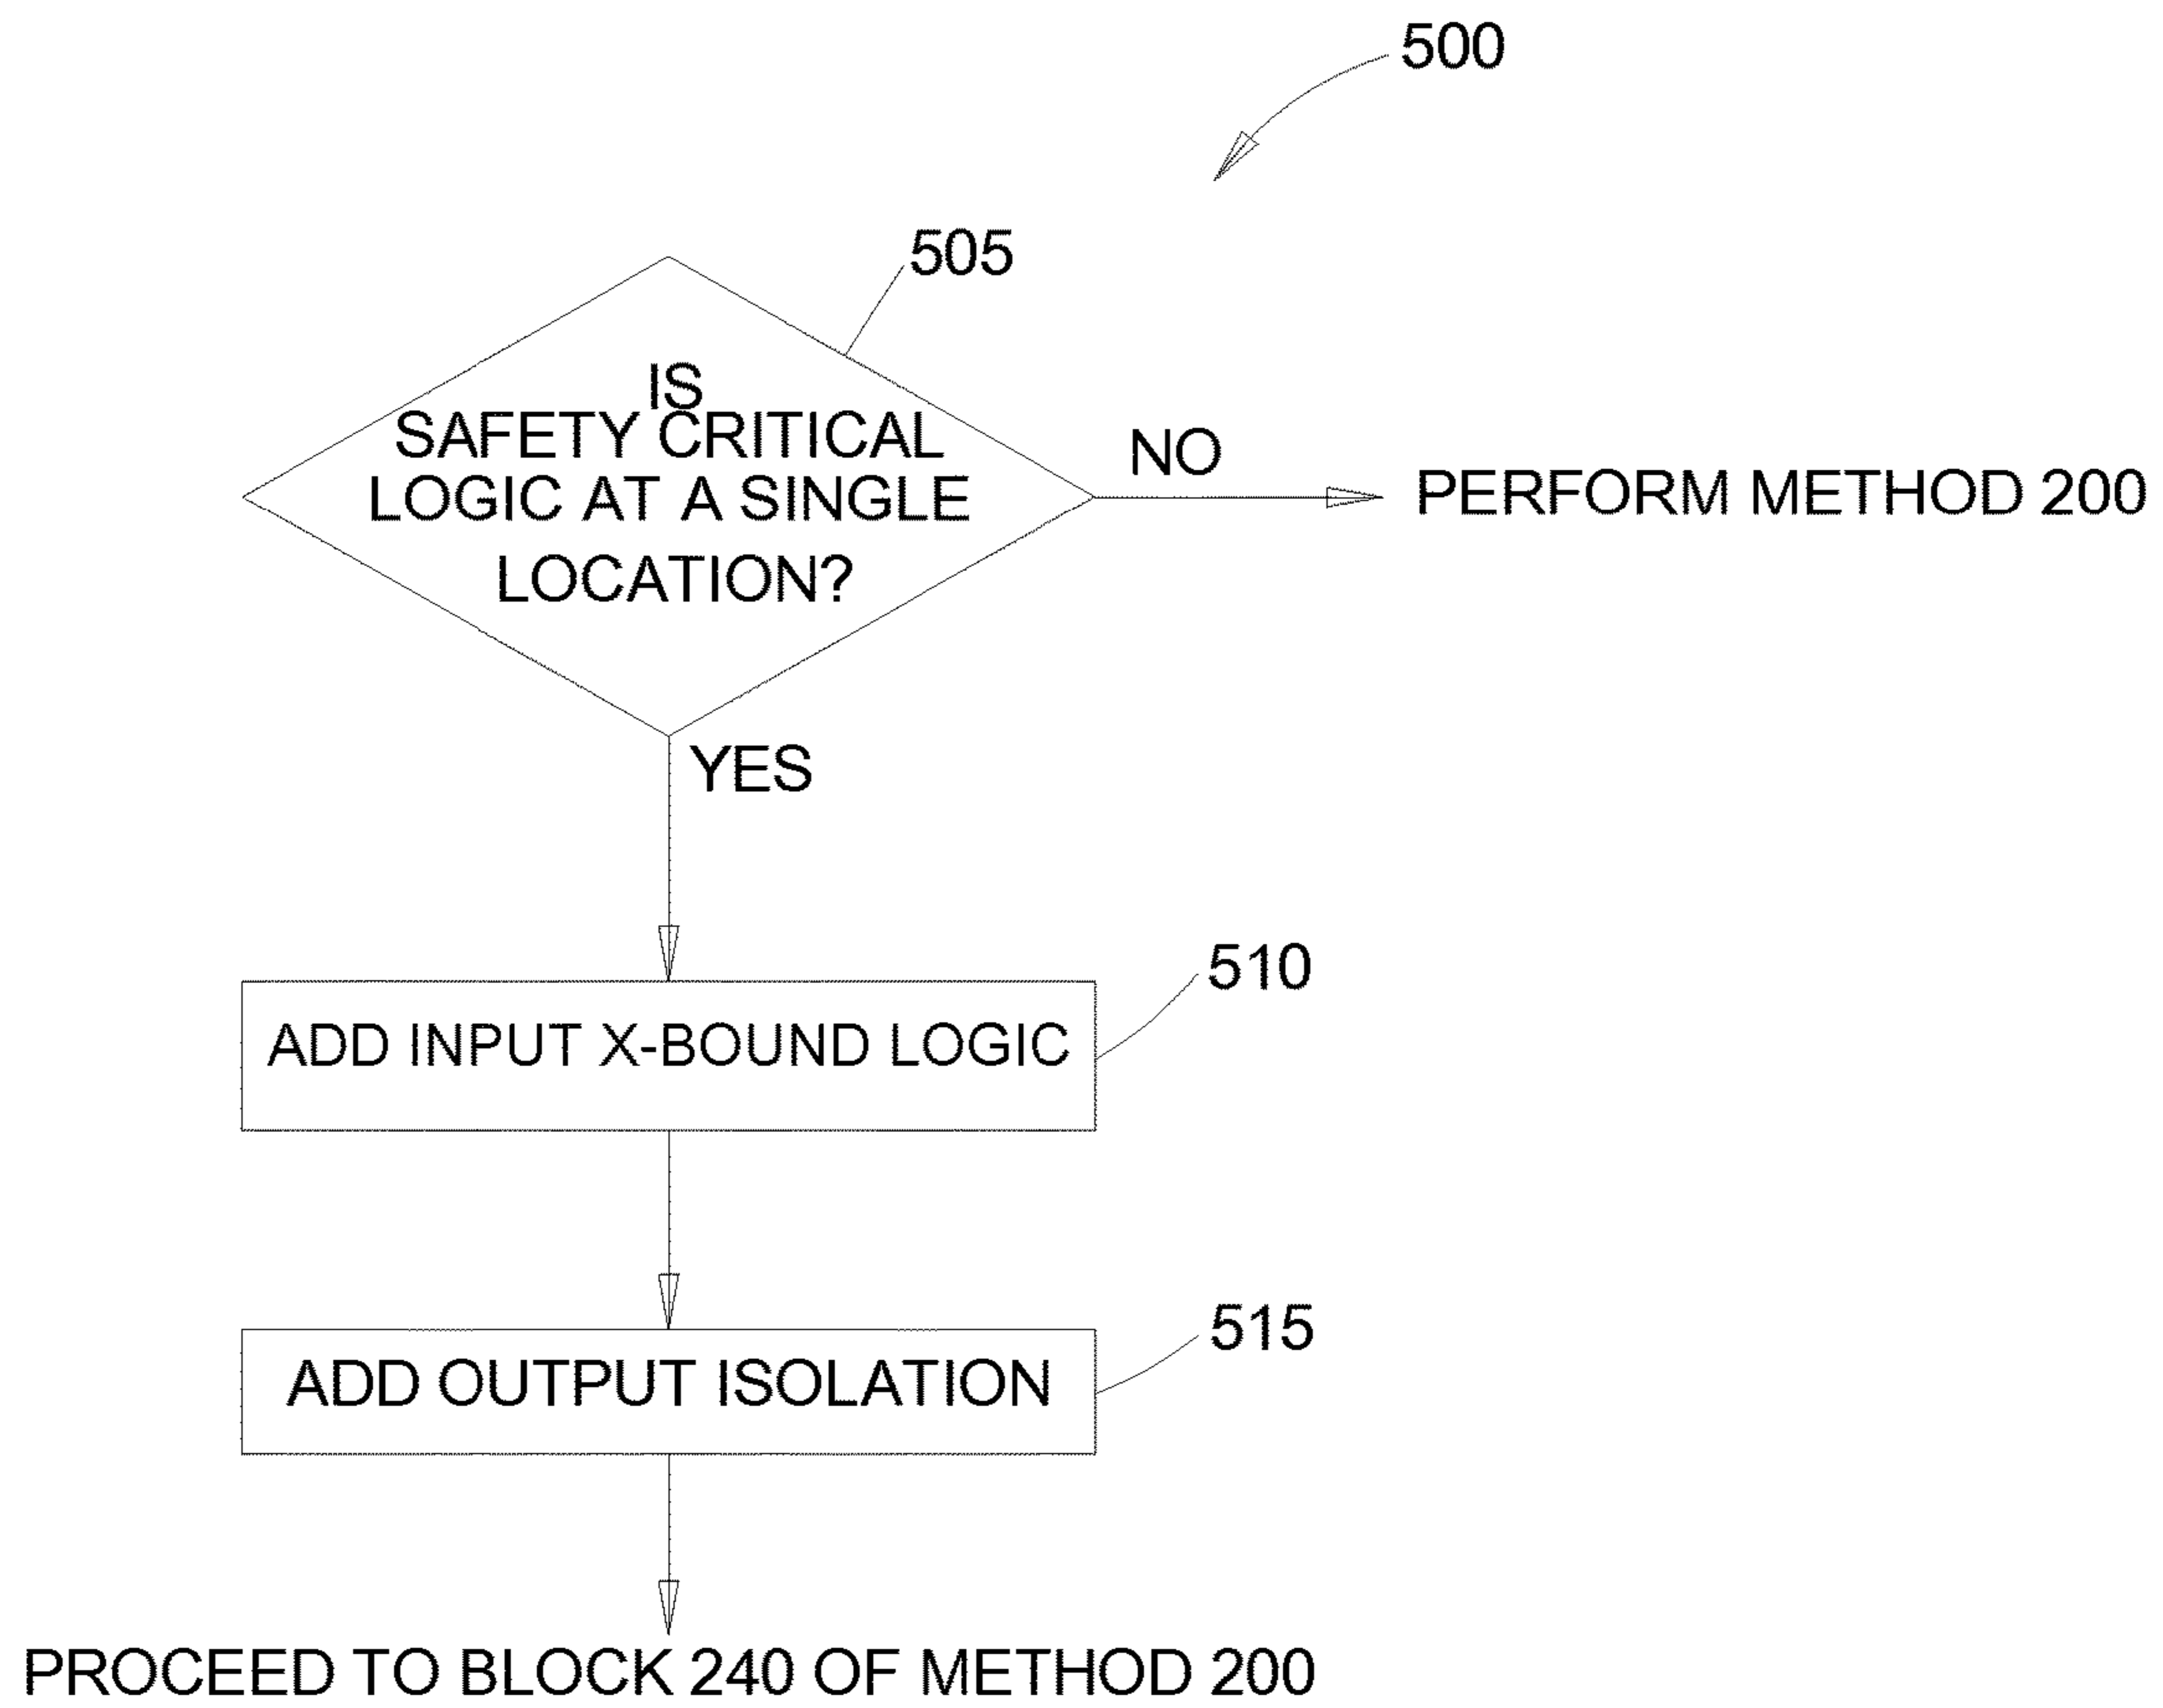 500
505
IS
SAFETY CRITICAL
LOGIC AT A SINGLE
LOCATION?
NO
PERFORM METHOD 200
YES
510
ADD INPUT X-BOUND LOGIC
515
ADD OUTPUT ISOLATION
PROCEED TO BLOCK 240 OF METHOD 200